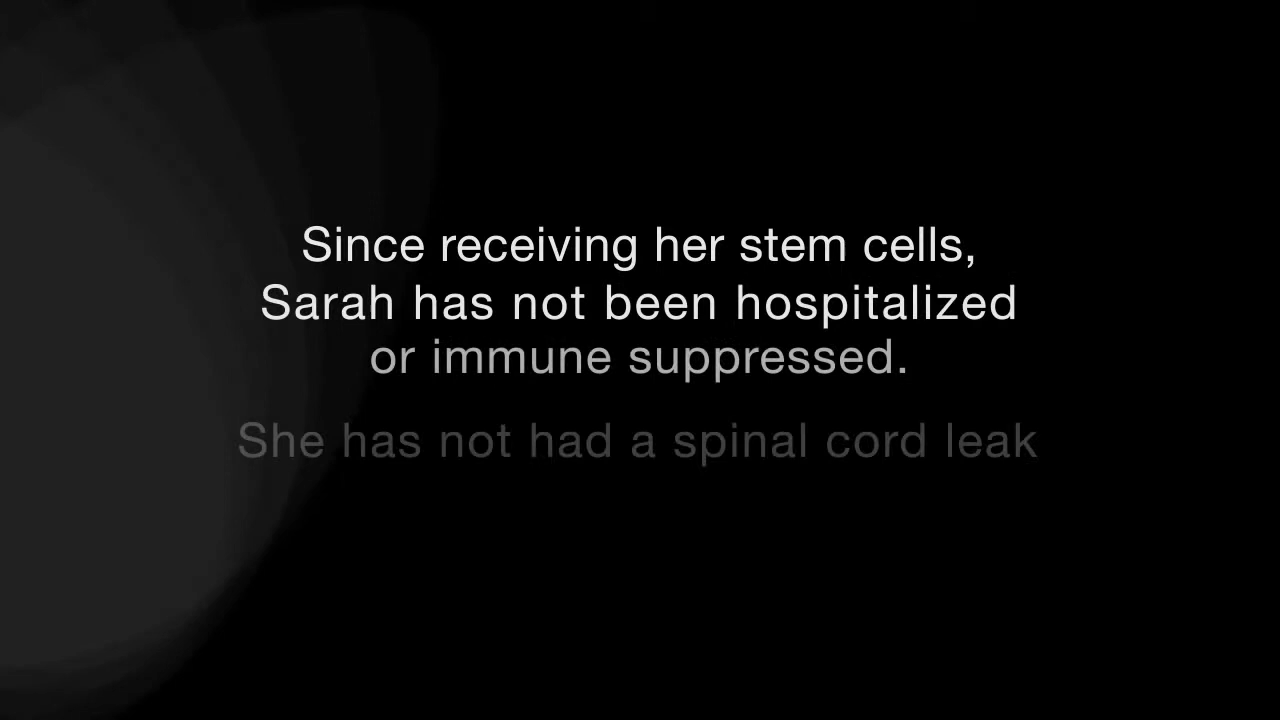 Since receiving her stem cells,
Sarah has not been hospitalized
or immune suppressed.
She has not had a spinal cord leak